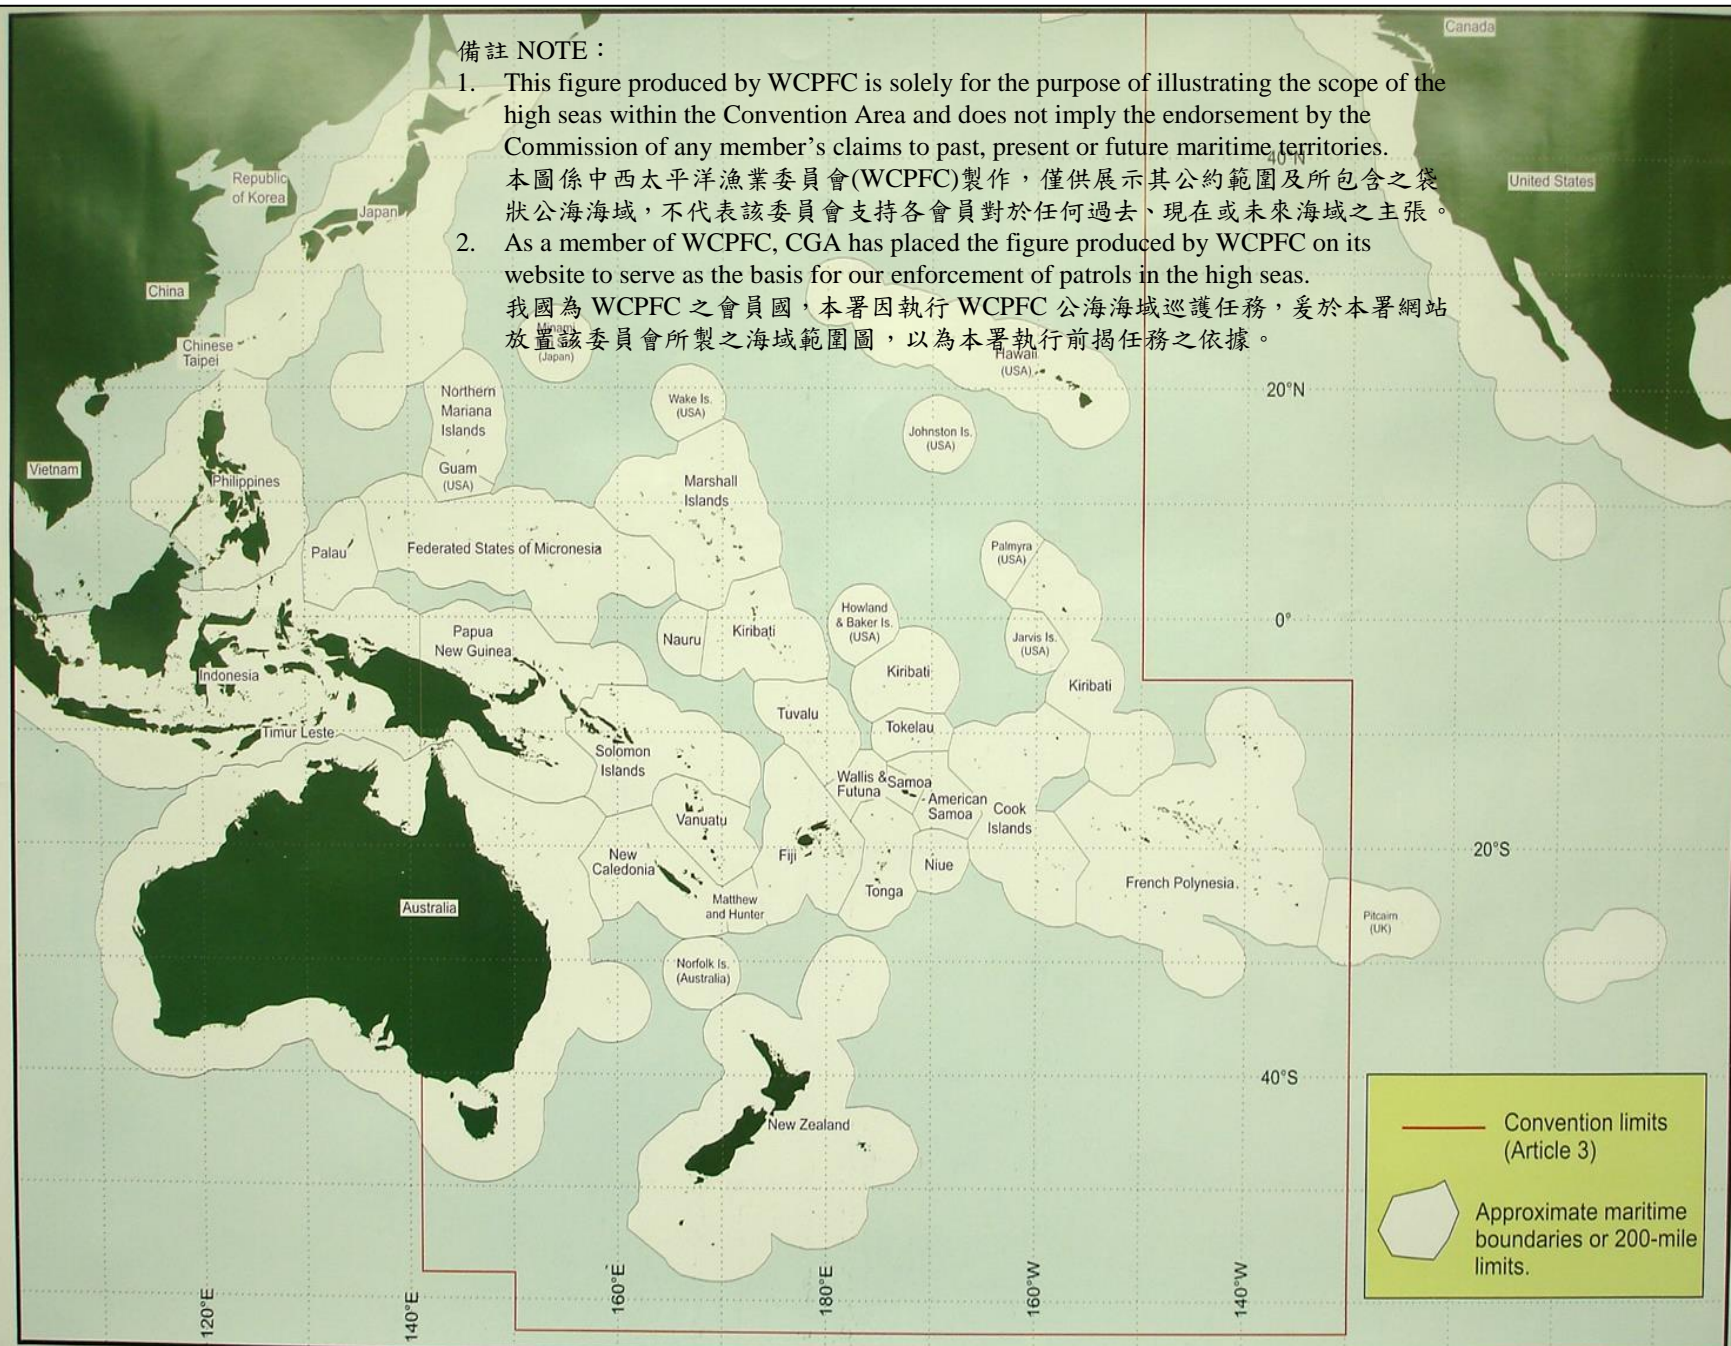 備註 NOTE：
1. This figure produced by WCPFC is solely for the purpose of illustrating the scope of the
high seas within the Convention Area and does not imply the endorsement by the
Commission of any member's claims to past, present or future maritime territories.
本圖係中西太平洋漁業委員會(WCPFC)製作，僅供展示其公約範圍及所包含之袋
狀公海海域，不代表該委員會支持各會員對於任何過去、現在或未來海域之主張。
2. As a member of WCPFC, CGA has placed the figure produced by WCPFC on its
website to serve as the basis for our enforcement of patrols in the high seas.
我國為 WCPFC 之會員國，本署因執行 WCPFC 公海海域巡護任務，爰於本署網站
放置該委員會所製之海域範圍圖，以為本署執行前揭任務之依據。
Canada
40°N
United States
Republic
of Korea
Japan
China
Chinese
Taipei
Minami
(Japan)
Hawaii
(USA)
20°N
Northern
Mariana
Islands
Wake Is.
(USA)
Johnston Is.
(USA)
Vietnam
Philippines
Guam
(USA)
Marshall
Islands
Palau
Federated States of Micronesia
Palmyra
(USA)
Howland
& Baker Is.
(USA)
0°
Papua
New Guinea
Nauru
Kiribati
Jarvis Is.
(USA)
Indonesia
Kiribati
Kiribati
Tuvalu
Tokelau
Timur Leste
Solomon
Islands
Wallis &
Futuna
Samoa
American
Samoa
Cook
Islands
Vanuatu
20°S
New
Caledonia
Fiji
Niue
Tonga
French Polynesia
Australia
Matthew
and Hunter
Pitcairn
(UK)
Norfolk Is.
(Australia)
40°S
New Zealand
Convention limits
(Article 3)
Approximate maritime
boundaries or 200-mile
limits.
120°E
140°E
160°E
180°E
160°W
140°W